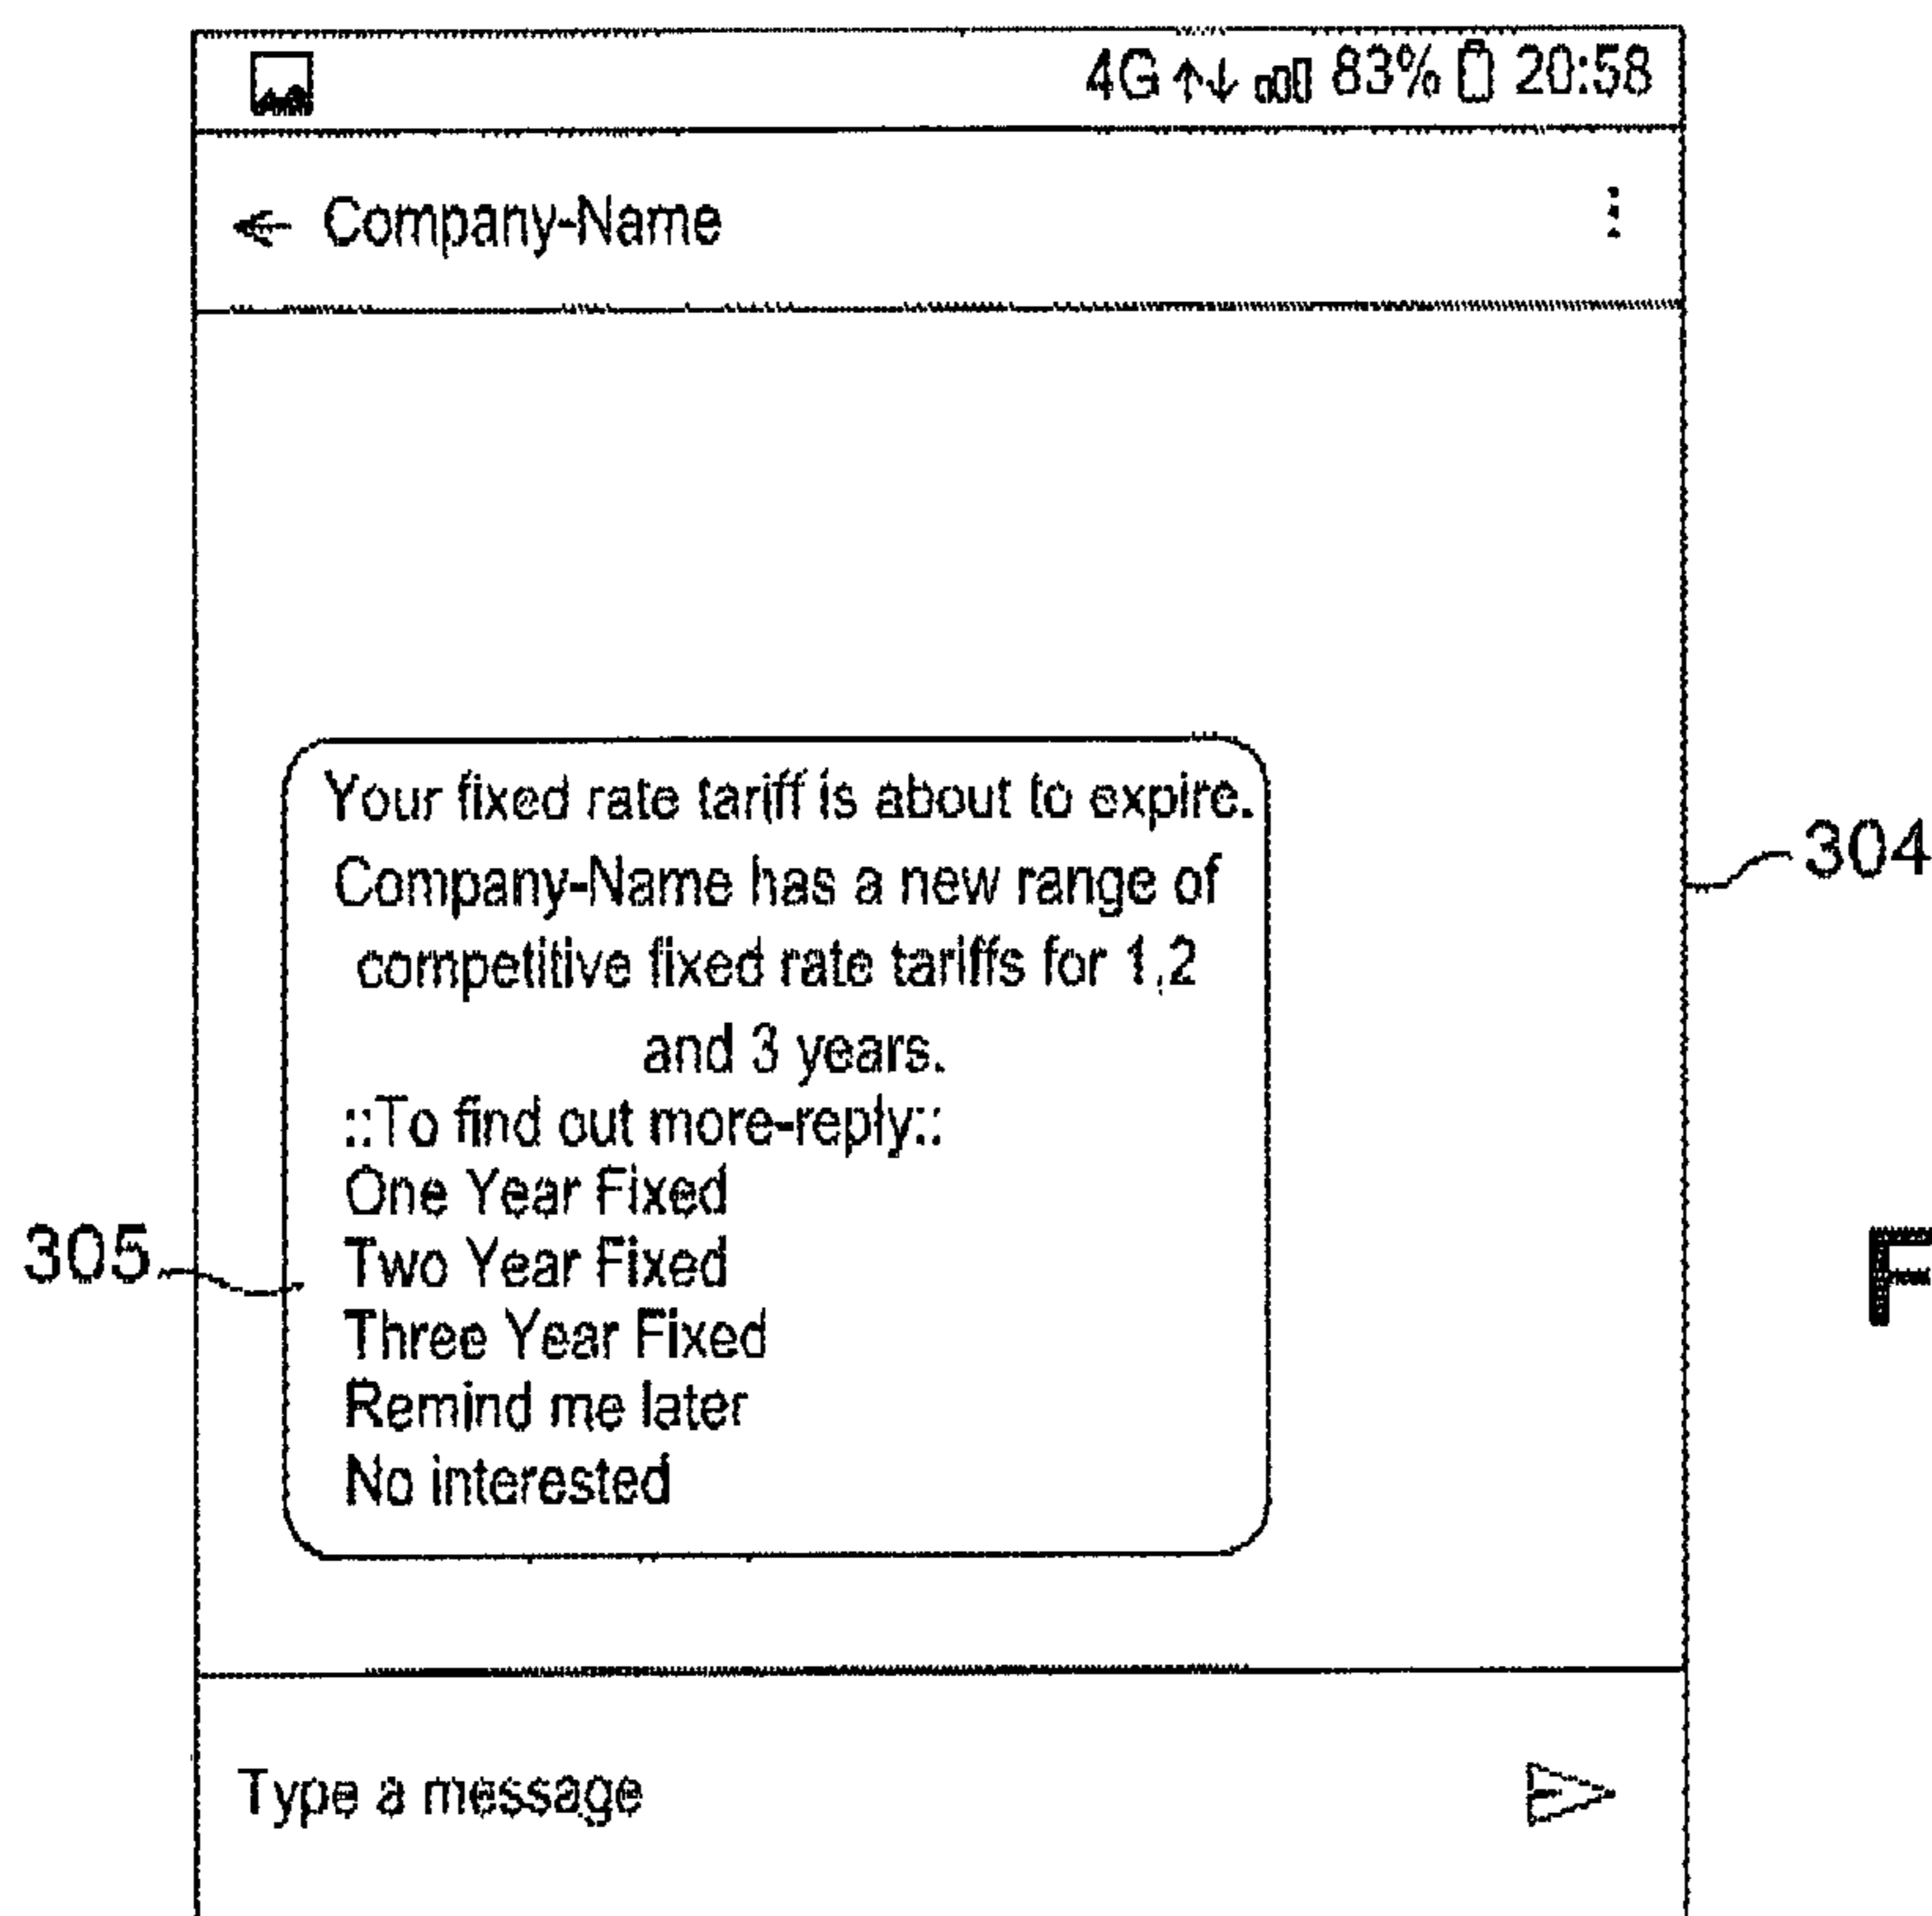 4G 83% 20:58
Company-Name
Your fixed rate tariff is about to expire.
Company-Name has a new range of
competitive fixed rate tariffs for 1,2
and 3 years.
::To find out more-reply::
One Year Fixed
Two Year Fixed
Three Year Fixed
Remind me later
No interested
304
305
F
Type a message